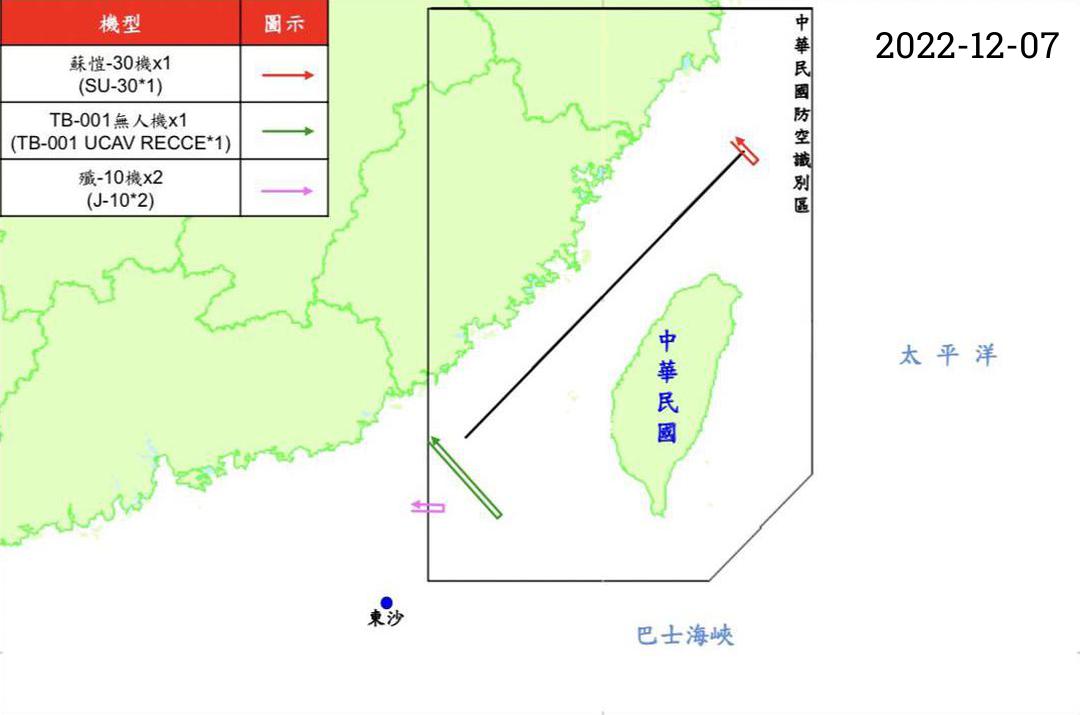 機型
圖示
蘇愷-30機x1
(SU-30*1)
TB-001無人機x1
(TB-001 UCAV RECCE*1)
殲-10機x2
(J-10*2)
2022-12-07
中華民國防空識別區
中華民國
太平洋
東沙
巴士海峽